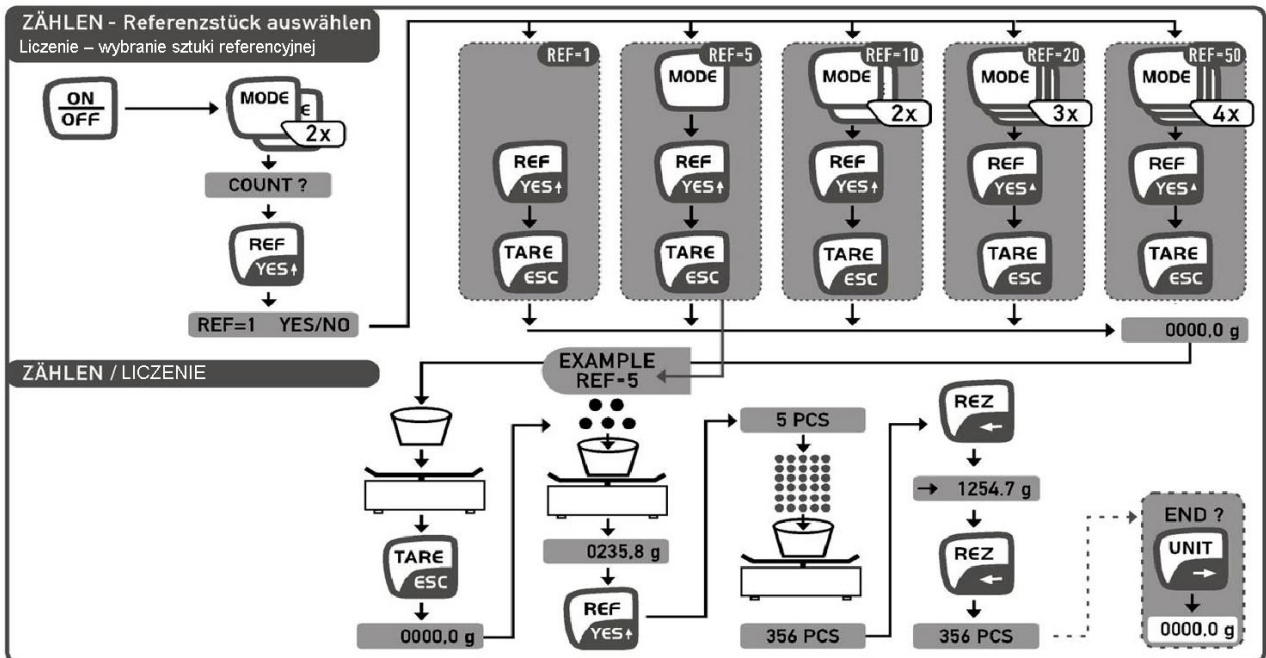 ZÄHLEN - Referenzstück auswählen
Liczenie – wybranie sztuki referencyjnej
ON
OFF
MODE
2x
COUNT ?
REF
YES
REF=1 YES/NO
REF=1
REF
YES
TARE
ESC
REF=5
MODE
REF
YES
TARE
ESC
REF=10
MODE
2x
REF
YES
TARE
ESC
REF=20
MODE
3x
REF
YES
TARE
ESC
REF=50
MODE
4x
REF
YES
TARE
ESC
0000,0 g
ZÄHLEN / LICZENIE
TARE
ESC
0000,0 g
EXAMPLE
REF=5
0235,8 g
REF
YES
5 PCS
356 PCS
REZ
1254.7 g
REZ
356 PCS
END ?
UNIT
0000,0 g